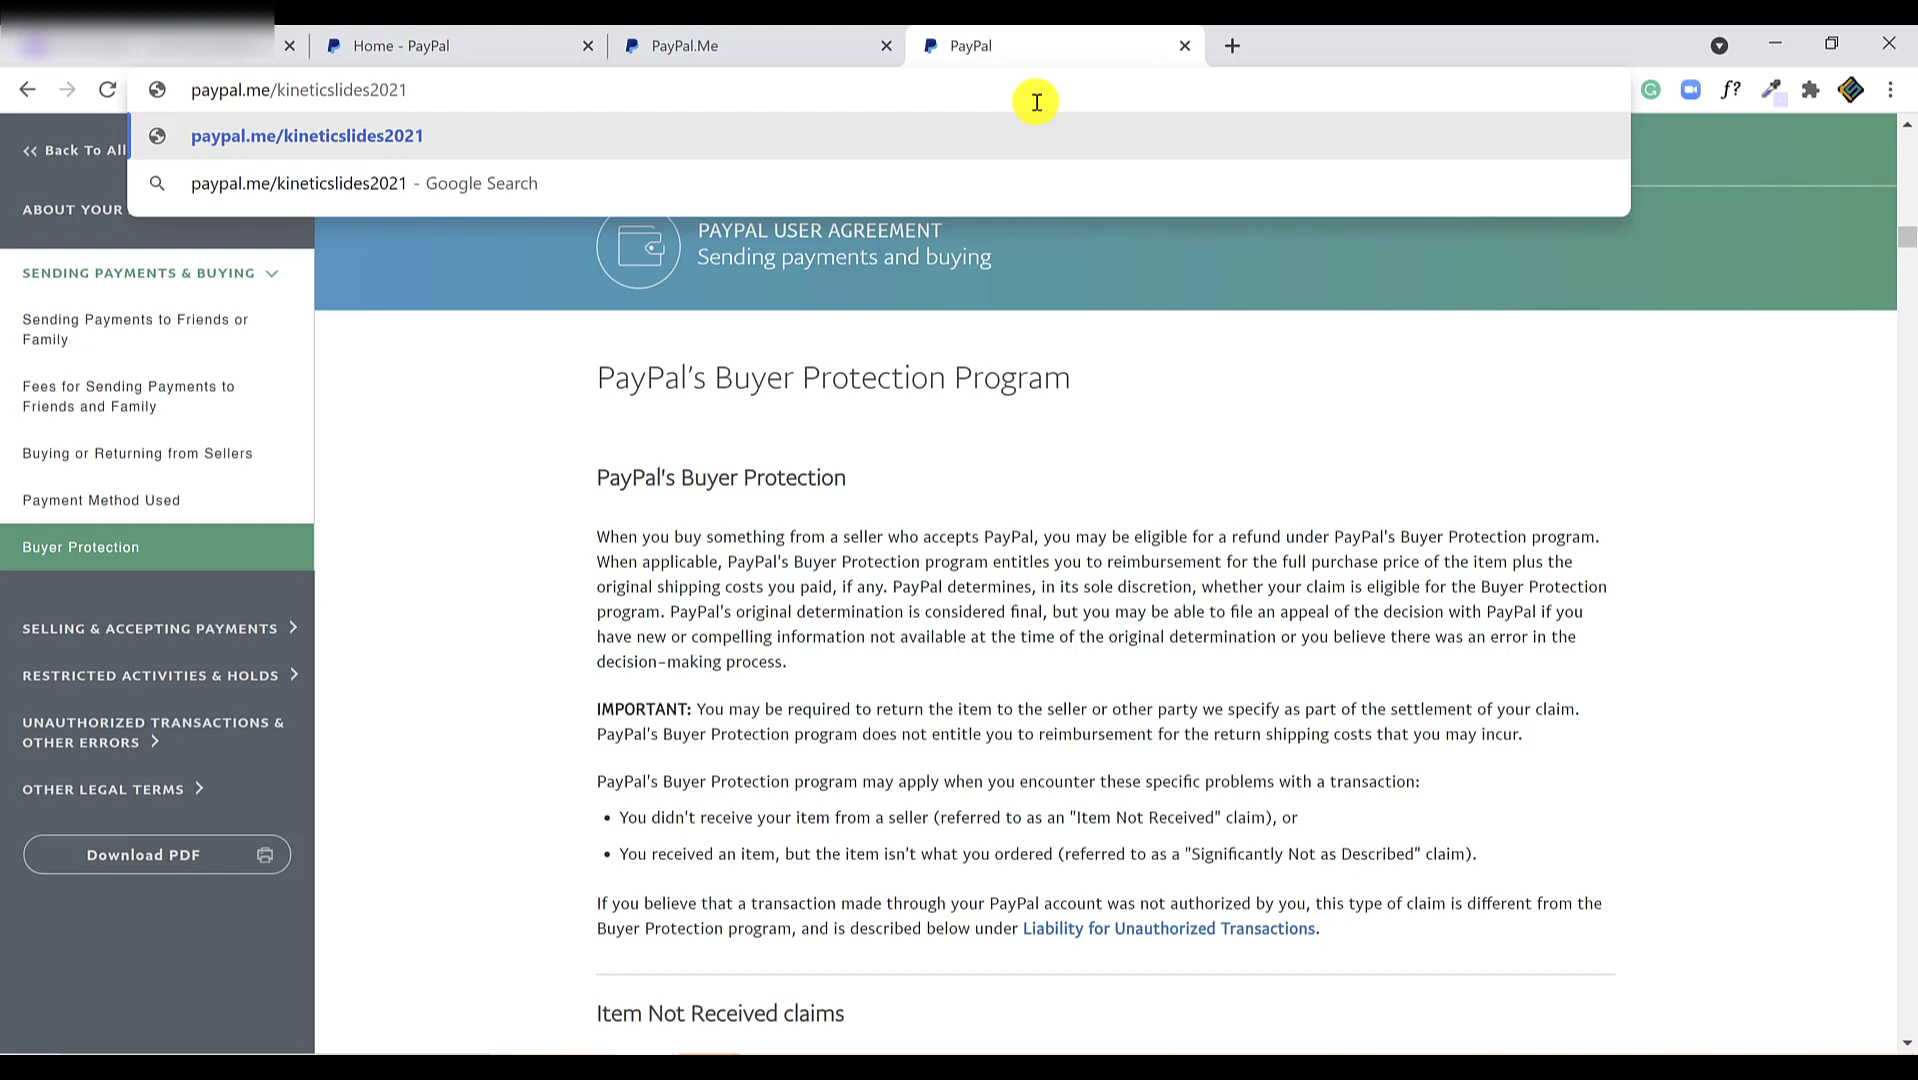 Home - PayPal
PayPal.Me
PayPal
paypal.me/kineticslides2021
paypal.me/kineticslides2021
paypal.me/kineticslides2021 - Google Search
f?
<< Back To All
ABOUT YOUR
SENDING PAYMENTS & BUYING
Sending Payments to Friends or
Family
Fees for Sending Payments to
Friends and Family
Buying or Returning from Sellers
Payment Method Used
Buyer Protection
SELLING & ACCEPTING PAYMENTS
RESTRICTED ACTIVITIES & HOLDS
UNAUTHORIZED TRANSACTIONS &
OTHER ERRORS
OTHER LEGAL TERMS
Download PDF
PAYPAL USER AGREEMENT
Sending payments and buying
PayPal’s Buyer Protection Program
PayPal's Buyer Protection
When you buy something from a seller who accepts PayPal, you may be eligible for a refund under PayPal's Buyer Protection program.
When applicable, PayPal's Buyer Protection program entitles you to reimbursement for the full purchase price of the item plus the
original shipping costs you paid, if any. PayPal determines, in its sole discretion, whether your claim is eligible for the Buyer Protection
program. PayPal's original determination is considered final, but you may be able to file an appeal of the decision with PayPal if you
have new or compelling information not available at the time of the original determination or you believe there was an error in the
decision-making process.
IMPORTANT: You may be required to return the item to the seller or other party we specify as part of the settlement of your claim.
PayPal's Buyer Protection program does not entitle you to reimbursement for the return shipping costs that you may incur.
PayPal's Buyer Protection program may apply when you encounter these specific problems with a transaction:
• You didn't receive your item from a seller (referred to as an "Item Not Received" claim), or
• You received an item, but the item isn't what you ordered (referred to as a "Significantly Not as Described" claim).
If you believe that a transaction made through your PayPal account was not authorized by you, this type of claim is different from the
Buyer Protection program, and is described below under Liability for Unauthorized Transactions.
Item Not Received claims